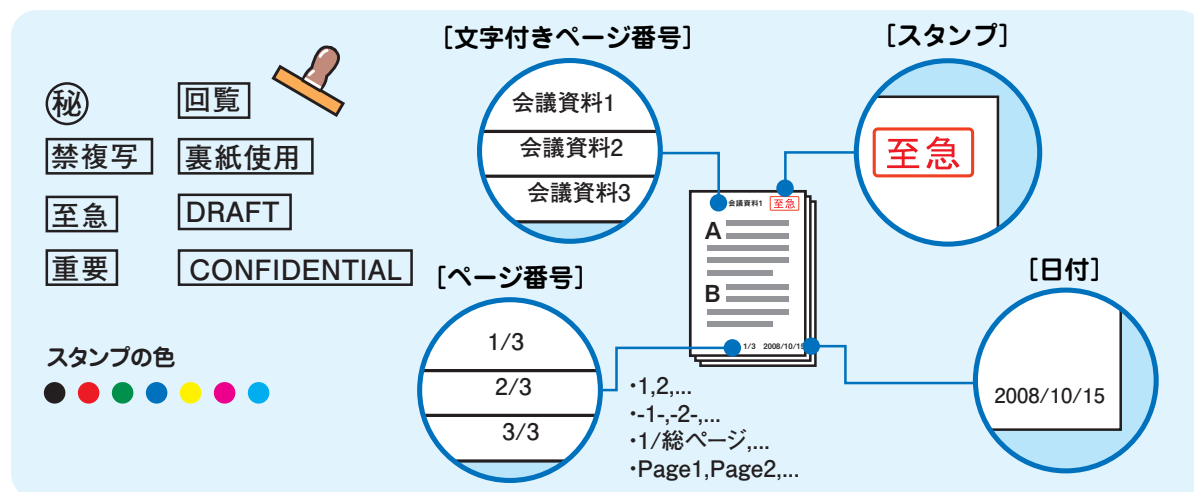 ㊙
回覧
禁複写
裏紙使用
至急
DRAFT
重要
CONFIDENTIAL
スタンプの色
[文字付きページ番号]
会議資料1
会議資料2
会議資料3
[スタンプ]
至急
会議資料1 至急
A
B
1/3 2008/10/15
[ページ番号]
1/3
2/3
3/3
・1,2,...
・-1-,-2-,...
・1/総ページ,...
・Page1,Page2,...
[日付]
2008/10/15